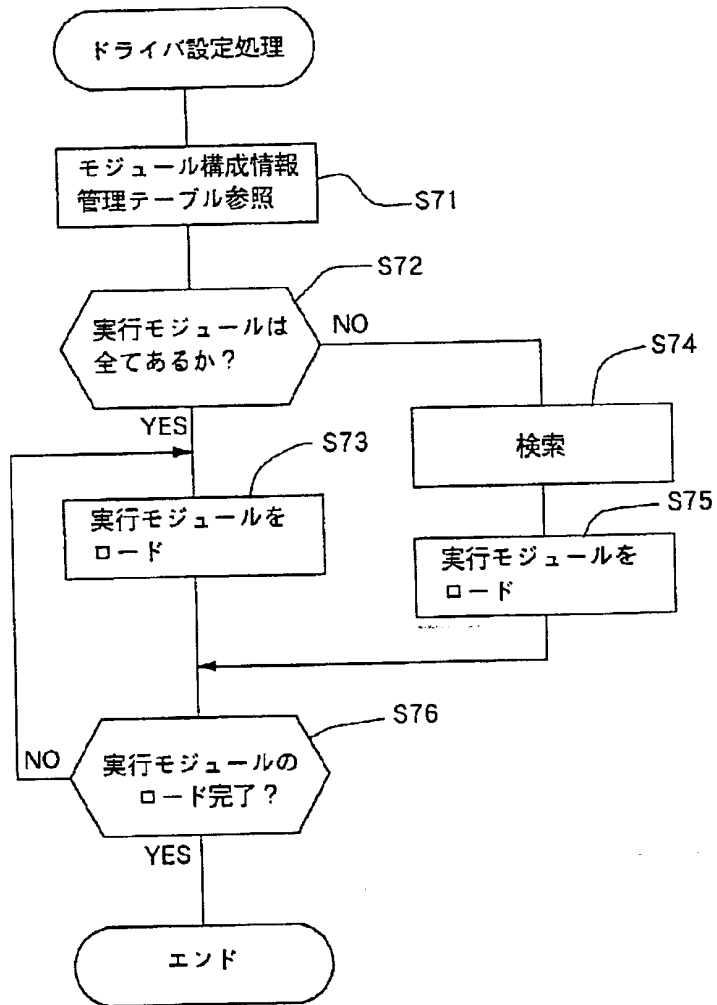 ドライバ設定処理
モジュール構成情報
管理テーブル参照
S71
S72
実行モジュールは
全てあるか？
NO
YES
S74
検索
S73
実行モジュールを
ロード
S75
実行モジュールを
ロード
S76
実行モジュールの
ロード完了？
NO
YES
エンド